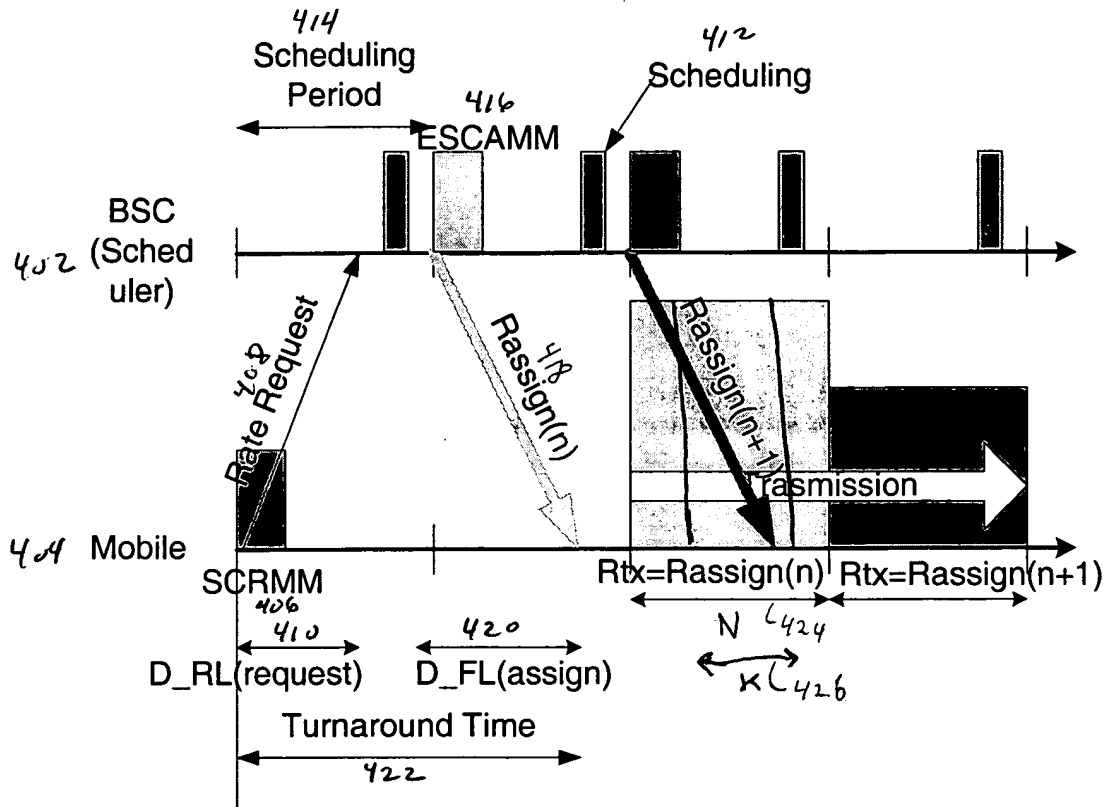 414
Scheduling
Period
412
Scheduling
416
ESCAMM
BSC
402 (Sched
uler)
408
Rate Request
Rassign(n)
418
Rassign(n+1)
Trasmission
404 Mobile
SCRMM
406
Rtx=Rassign(n) Rtx=Rassign(n+1)
410
D_RL(request)
420
D_FL(assign)
N 424
K 426
Turnaround Time
422